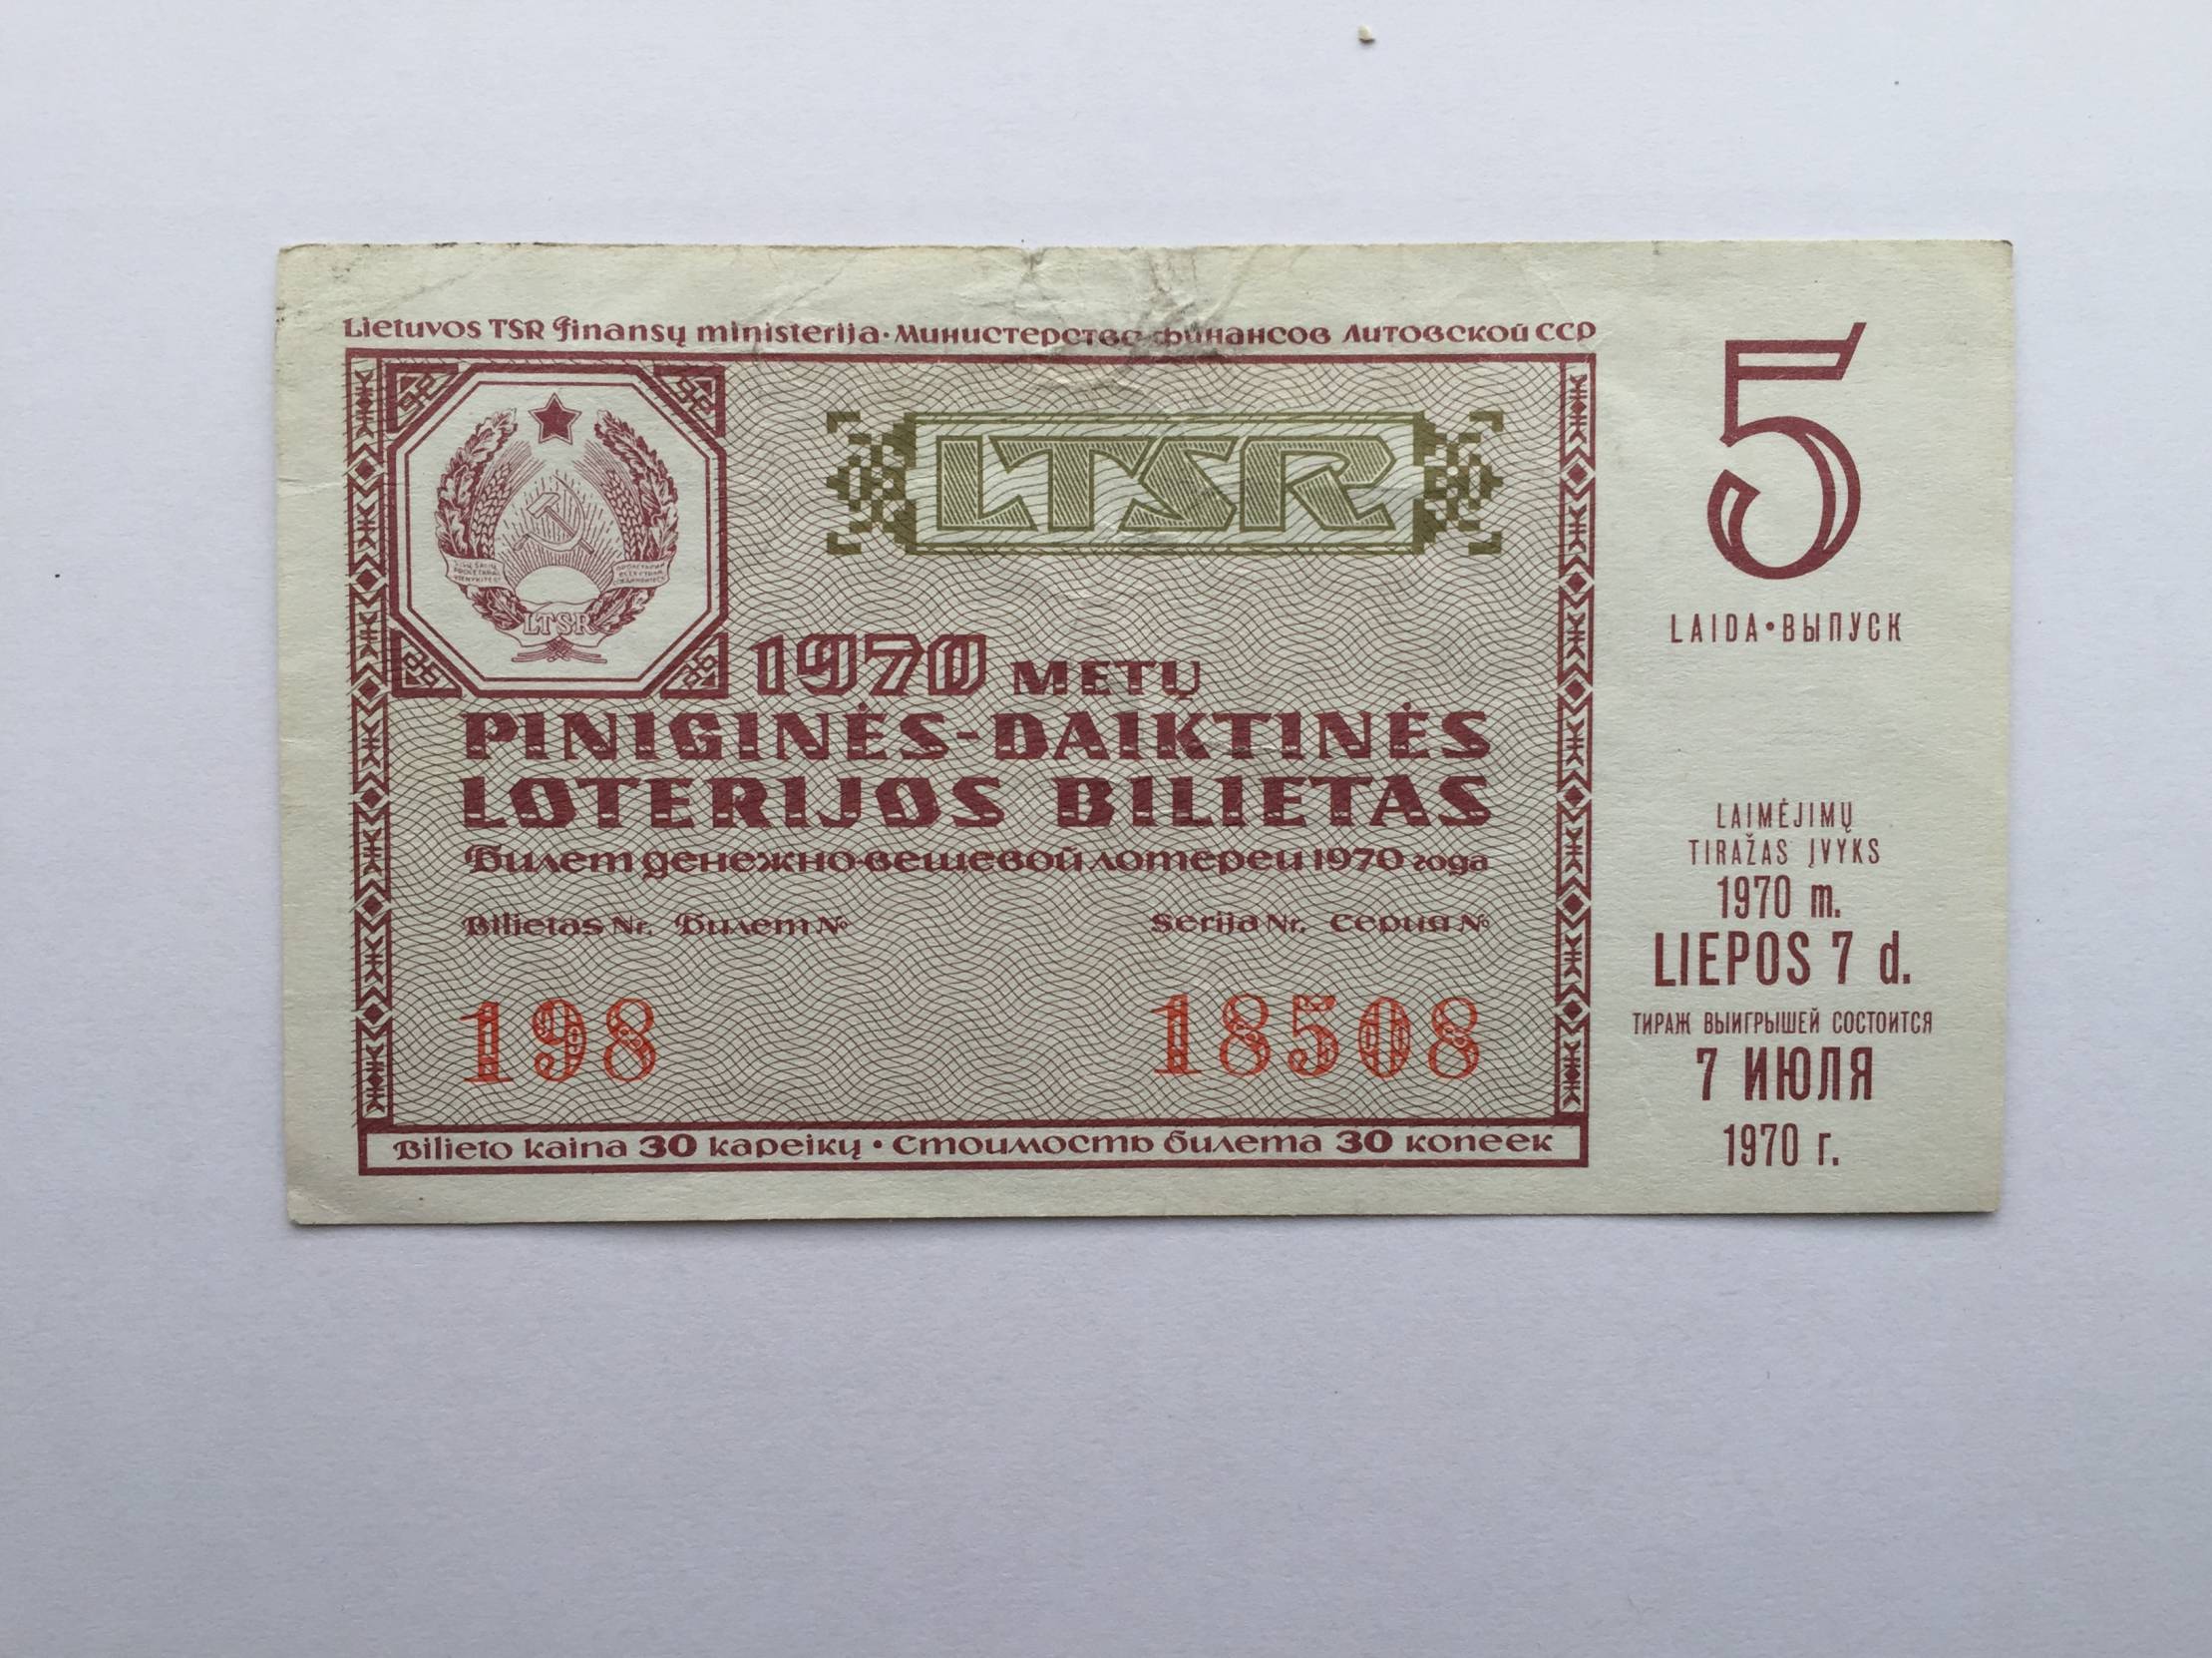 Lietuvos TSR Finansų ministerija · Министерство финансов Литовской ССР
LTSR
LTSR
1970 METŲ
PINIGINĖS-DAIKTINĖS
LOTERIJOS BILIETAS
Билет денежно-вещевой лотереи 1970 года
Bilietas Nr. Билет № Serija Nr. Серия №
198 18508
Bilieto kaina 30 kapeikų • Стоимость билета 30 копеек
5
LAIDA • ВЫПУСК
LAIMĖJIMŲ
TIRAŽAS ĮVYKS
1970 m.
LIEPOS 7 d.
ТИРАЖ ВЫИГРЫШЕЙ СОСТОИТСЯ
7 ИЮЛЯ
1970 г.